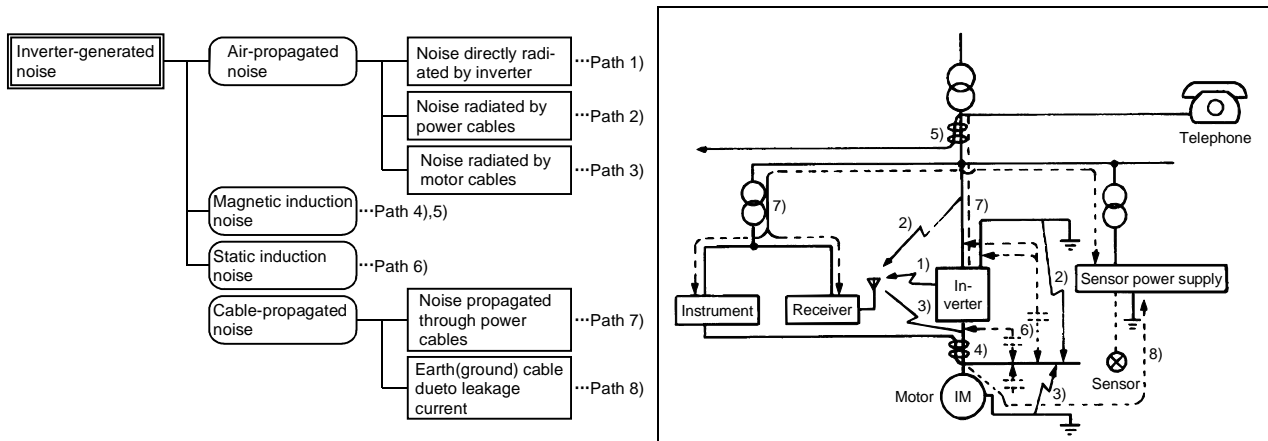 Inverter-generated
noise
Air-propagated
noise
Noise directly radi-
ated by inverter
···Path 1)
Noise radiated by
power cables
···Path 2)
Noise radiated by
motor cables
···Path 3)
Magnetic induction
noise
···Path 4),5)
Static induction
noise
···Path 6)
Cable-propagated
noise
Noise propagated
through power
cables
···Path 7)
Earth(ground) cable
dueto leakage
current
···Path 8)
5)
Telephone
7)
7)
2)
1)
2)
3)
In-
verter
Sensor power supply
Instrument
Receiver
6)
4)
8)
Sensor
3)
Motor
IM